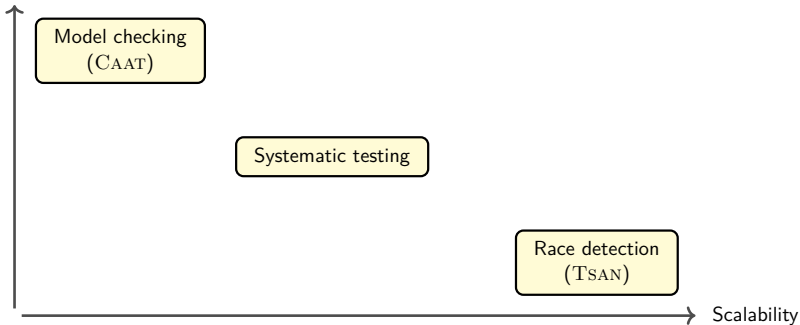 Model checking
(CAAT)
Systematic testing
Race detection
(TSAN)
Scalability